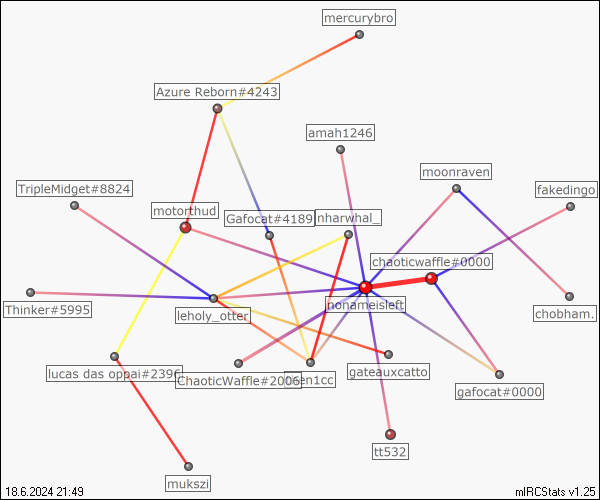 mercurybro
Azure Reborn#4243
amah1246
moonraven
TripleMidget#8824
fakedingo
motorthud
Gafocat#4189
nharwhal_
chaoticwaffle#0000
Thinker#5995
leholy_otter
nonameisleft
chobham.
lucas das oppai#2396
ChaoticWaffle#2006
gateauxcatto
gafocat#0000
tt532
mukszi
18.6.2024 21:49
mIRCStats v1.25